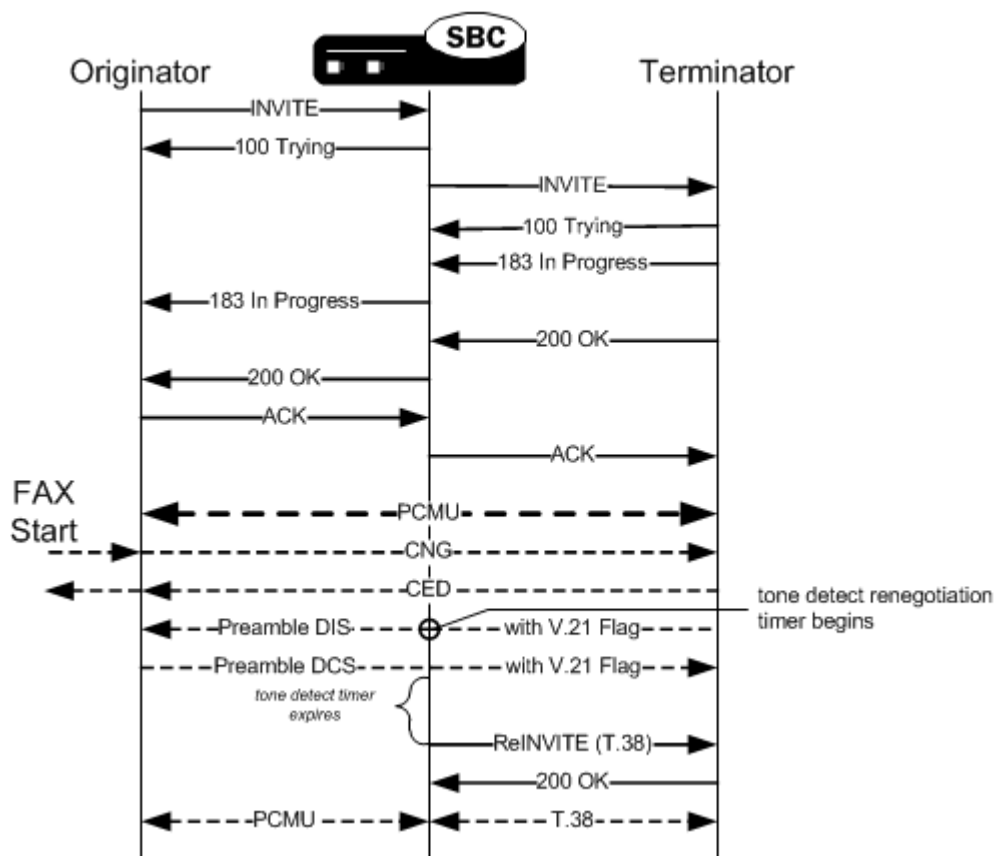 SBC
Originator
Terminator
INVITE
100 Trying
INVITE
100 Trying
183 In Progress
183 In Progress
200 OK
200 OK
ACK
ACK
FAX
Start
PCMU
CNG
CED
tone detect renegotiation
timer begins
Preamble DIS
with V.21 Flag
Preamble DCS
with V.21 Flag
tone detect timer
expires
ReINVITE (T.38)
200 OK
PCMU
T.38